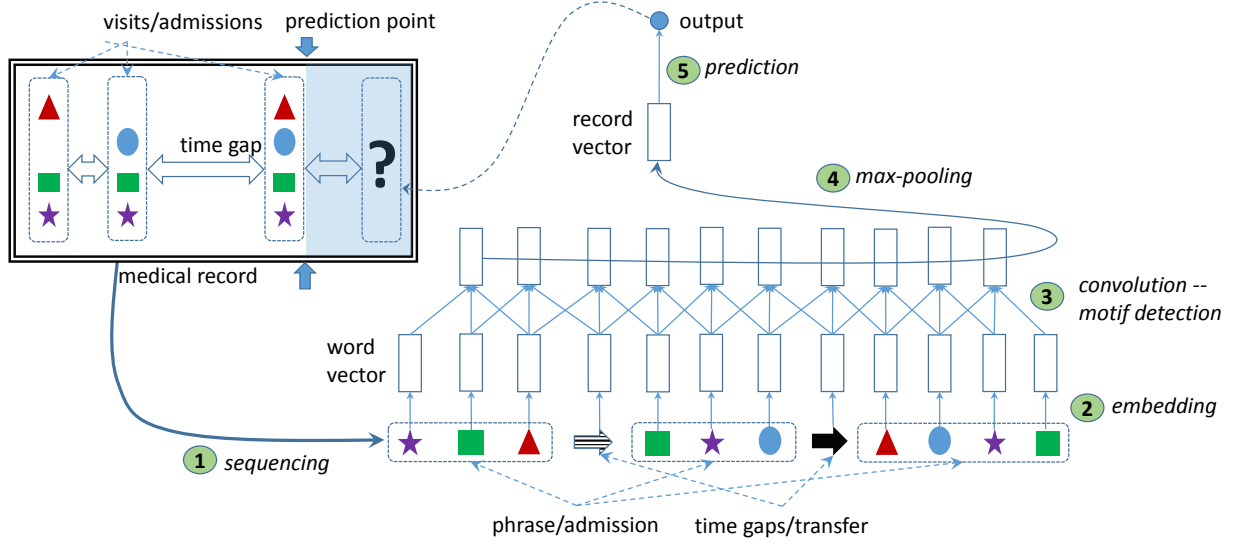 visits/admissions
prediction point
output
5 prediction
time gap
?
record
vector
4 max-pooling
medical record
3 convolution --
motif detection
word
vector
2 embedding
1 sequencing
phrase/admission
time gaps/transfer